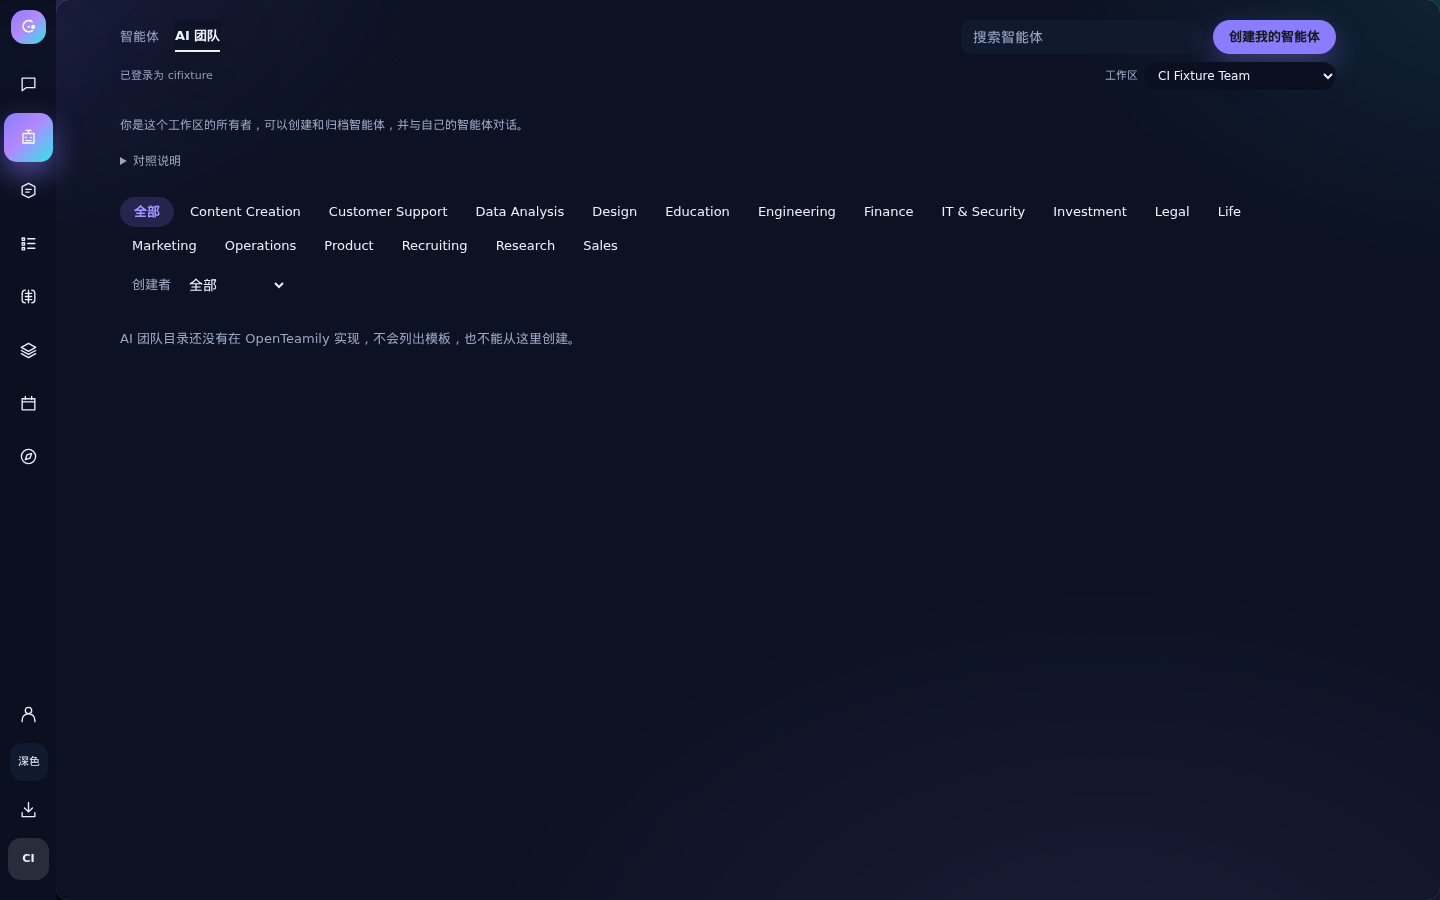 智能体 AI 团队 搜索智能体 创建我的智能体
已登录为 cifixture 工作区 CI Fixture Team
你是这个工作区的所有者，可以创建和归档智能体，并与自己的智能体对话。
对照说明
全部 Content Creation Customer Support Data Analysis Design Education Engineering Finance IT & Security Investment Legal Life
Marketing Operations Product Recruiting Research Sales
创建者 全部
AI 团队目录还没有在 OpenTeamily 实现，不会列出模板，也不能从这里创建。
深色
CI